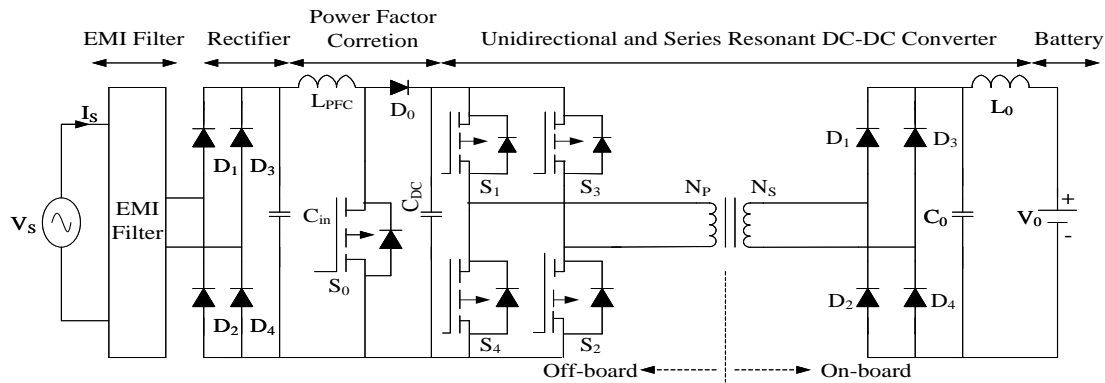 EMI Filter
Rectifier
Power Factor
Corretion
Unidirectional and Series Resonant DC-DC Converter
Battery
I_S
V_S
EMI
Filter
D_1
D_3
D_2
D_4
L_PFC
D_0
C_in
S_0
C_DC
S_1
S_3
S_4
S_2
N_P
N_S
D_1
D_3
D_2
D_4
C_0
L_0
V_0
+
-
Off-board
On-board